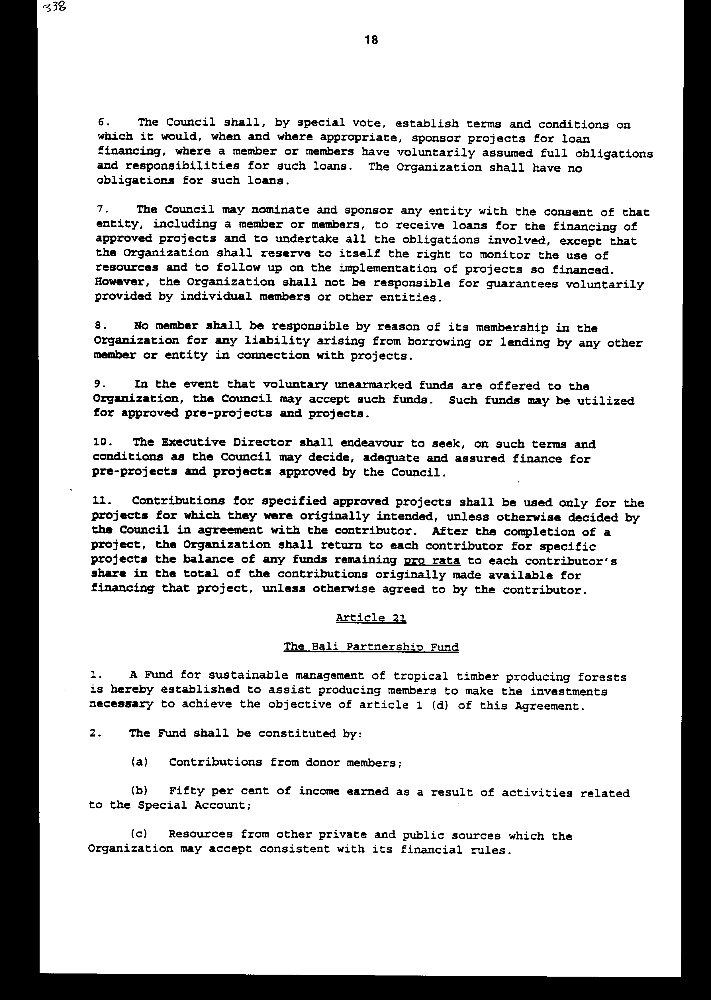 338
18
6. The Council shall, by special vote, establish terms and conditions on
which it would, when and where appropriate, sponsor projects for loan
financing, where a member or members have voluntarily assumed full obligations
and responsibilities for such loans. The Organization shall have no
obligations for such loans.
7. The Council may nominate and sponsor any entity with the consent of that
entity, including a member or members, to receive loans for the financing of
approved projects and to undertake all the obligations involved, except that
the Organization shall reserve to itself the right to monitor the use of
resources and to follow up on the implementation of projects so financed.
However, the Organization shall not be responsible for guarantees voluntarily
provided by individual members or other entities.
8. No member shall be responsible by reason of its membership in the
Organization for any liability arising from borrowing or lending by any other
member or entity in connection with projects.
9. In the event that voluntary unearmarked funds are offered to the
Organization, the Council may accept such funds. Such funds may be utilized
for approved pre-projects and projects.
10. The Executive Director shall endeavour to seek, on such terms and
conditions as the Council may decide, adequate and assured finance for
pre-projects and projects approved by the Council.
11. Contributions for specified approved projects shall be used only for the
projects for which they were originally intended, unless otherwise decided by
the Council in agreement with the contributor. After the completion of a
project, the Organization shall return to each contributor for specific
projects the balance of any funds remaining pro rata to each contributor's
share in the total of the contributions originally made available for
financing that project, unless otherwise agreed to by the contributor.
Article 21
The Bali Partnership Fund
1. A Fund for sustainable management of tropical timber producing forests
is hereby established to assist producing members to make the investments
necessary to achieve the objective of article 1 (d) of this Agreement.
2. The Fund shall be constituted by:
(a) Contributions from donor members;
(b) Fifty per cent of income earned as a result of activities related
to the Special Account;
(c) Resources from other private and public sources which the
Organization may accept consistent with its financial rules.